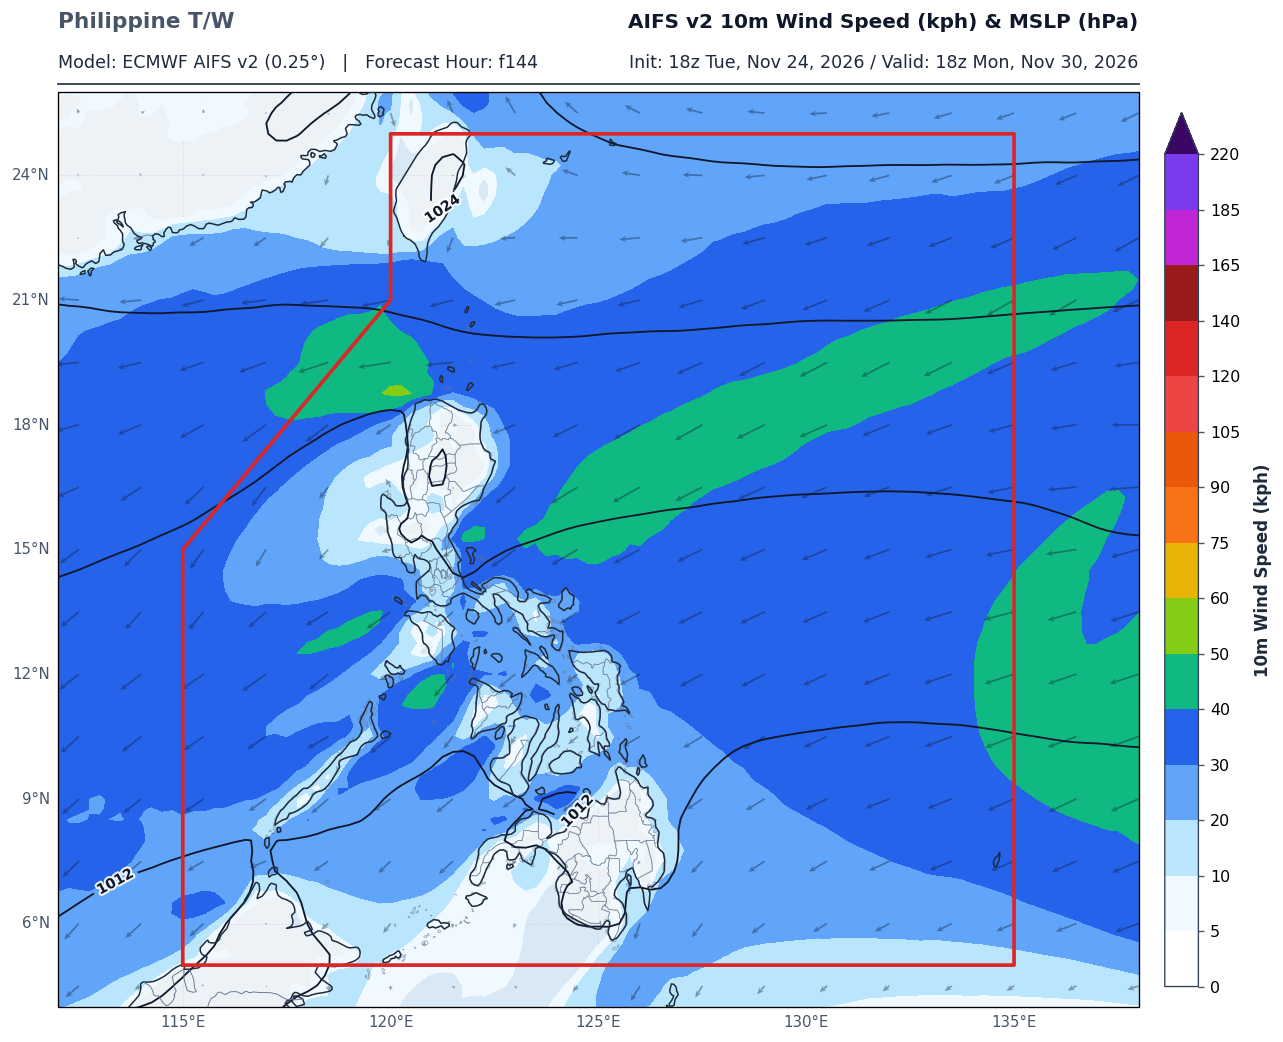 Philippine T/W
AIFS v2 10m Wind Speed (kph) & MSLP (hPa)
Model: ECMWF AIFS v2 (0.25°) | Forecast Hour: f144
Init: 18z Tue, Nov 24, 2026 / Valid: 18z Mon, Nov 30, 2026
24°N
21°N
18°N
15°N
12°N
9°N
6°N
115°E
120°E
125°E
130°E
135°E
1024
1012
1012
220
185
165
140
120
105
90
75
60
50
40
30
20
10
5
0
10m Wind Speed (kph)